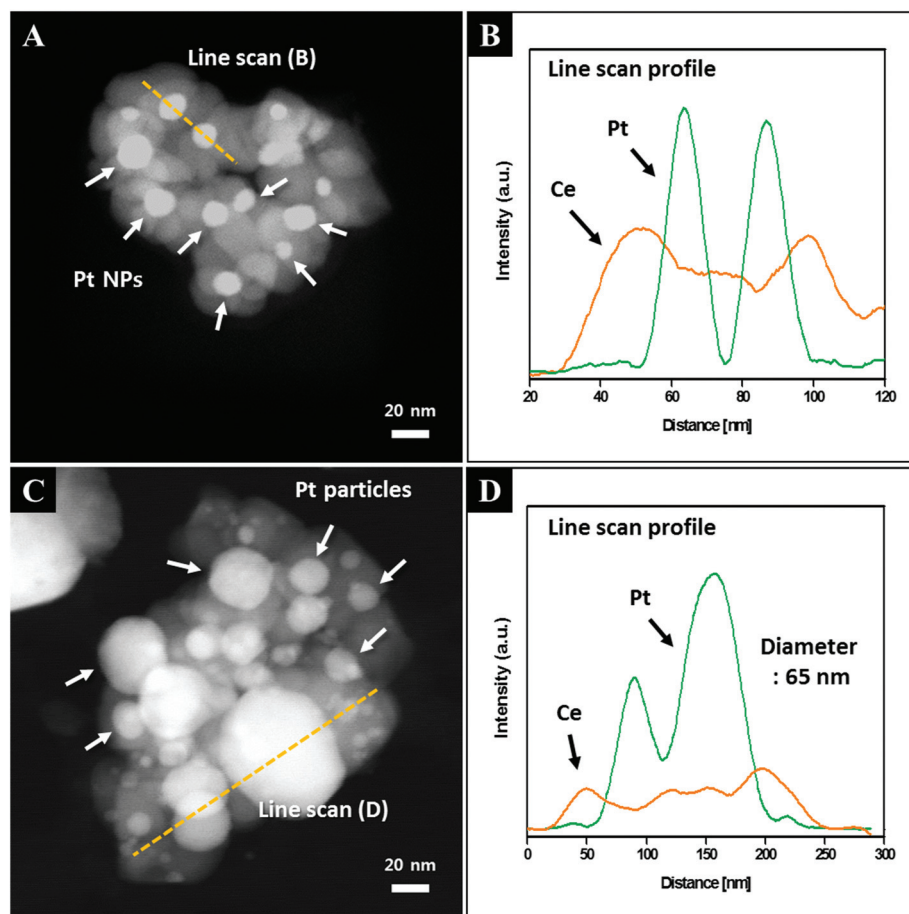 A
Line scan (B)
Pt NPs
20 nm
B
Line scan profile
Pt
Ce
Intensity (a.u.)
20 40 60 80 100 120
Distance [nm]
C
Pt particles
Line scan (D)
20 nm
D
Line scan profile
Pt
Diameter
: 65 nm
Ce
Intensity (a.u.)
0 50 100 150 200 250 300
Distance [nm]